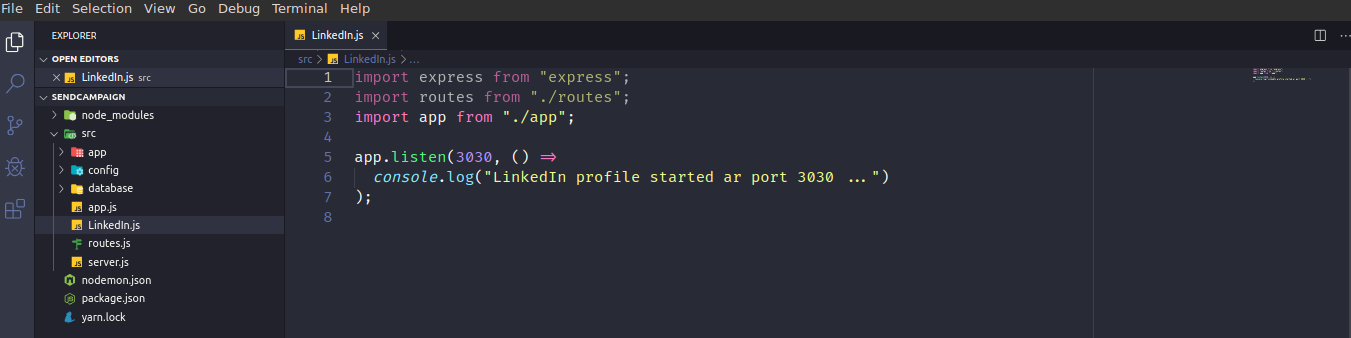 File Edit Selection View Go Debug Terminal Help
EXPLORER
OPEN EDITORS
LinkedIn.js src
SENDCAMPAIGN
node_modules
src
app
config
database
app.js
LinkedIn.js
routes.js
server.js
nodemon.json
package.json
yarn.lock
LinkedIn.js
src > LinkedIn.js > ...
1 import express from "express";
2 import routes from "./routes";
3 import app from "./app";
4
5 app.listen(3030, () =>
6 console.log("LinkedIn profile started ar port 3030 ...")
7 );
8